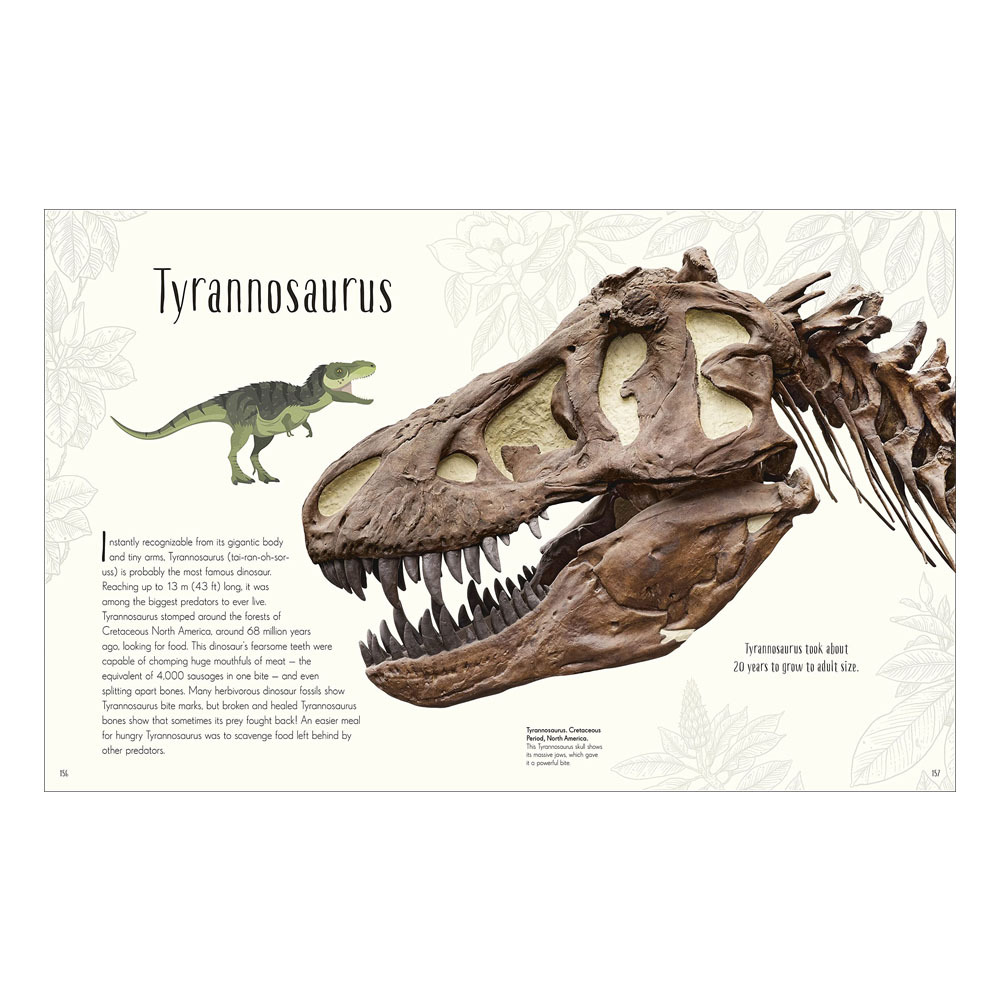 Tyrannosaurus
Instantly recognizable from its gigantic body
and tiny arms, Tyrannosaurus (tai-ran-oh-sor-
uss) is probably the most famous dinosaur.
Reaching up to 13 m (43 ft) long, it was
among the biggest predators to ever live.
Tyrannosaurus stomped around the forests of
Cretaceous North America, around 68 million years
ago, looking for food. This dinosaur's fearsome teeth were
capable of chomping huge mouthfuls of meat – the
equivalent of 4,000 sausages in one bite – and even
splitting apart bones. Many herbivorous dinosaur fossils show
Tyrannosaurus bite marks, but broken and healed Tyrannosaurus
bones show that sometimes its prey fought back! An easier meal
for hungry Tyrannosaurus was to scavenge food left behind by
other predators.
156
Tyrannosaurus took about
20 years to grow to adult size.
Tyrannosaurus. Cretaceous
Period, North America.
This Tyrannosaurus skull shows
its massive jaws, which gave
it a powerful bite.
157